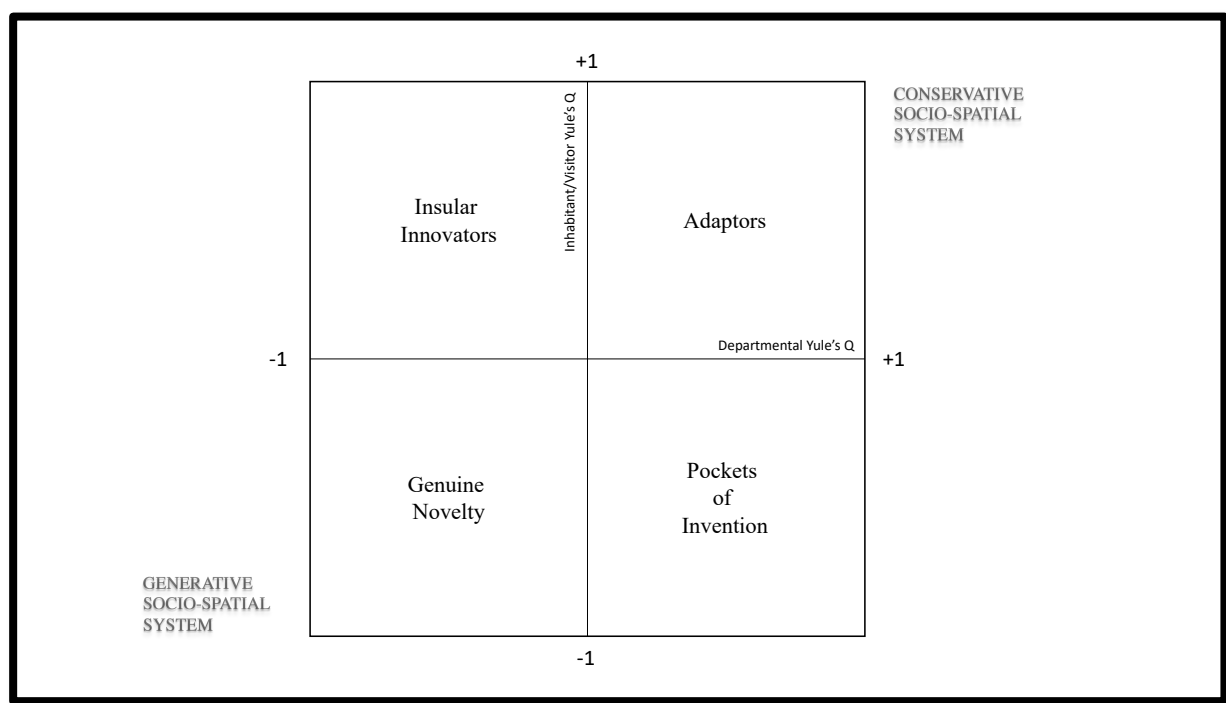 +1
CONSERVATIVE
SOCIO-SPATIAL
SYSTEM
Inhabitant/Visitor Yule's Q
Insular
Innovators
Adaptors
Departmental Yule's Q
-1
+1
Genuine
Novelty
Pockets
of
Invention
GENERATIVE
SOCIO-SPATIAL
SYSTEM
-1